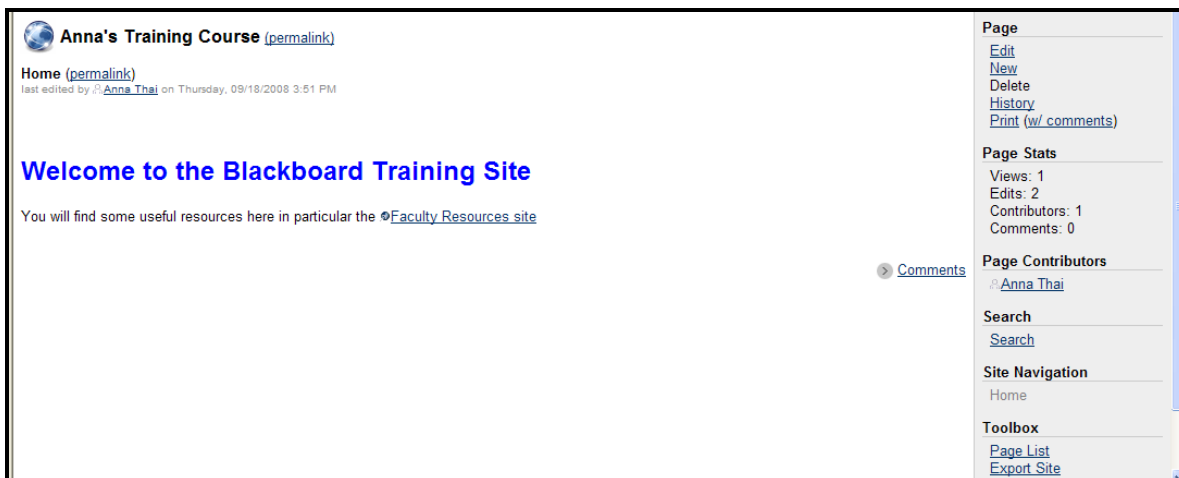 Anna's Training Course (permalink)
Home (permalink)
last edited by Anna Thai on Thursday, 09/18/2008 3:51 PM
Welcome to the Blackboard Training Site
You will find some useful resources here in particular the Faculty Resources site
Comments
Page
Edit
New
Delete
History
Print (w/ comments)
Page Stats
Views: 1
Edits: 2
Contributors: 1
Comments: 0
Page Contributors
Anna Thai
Search
Search
Site Navigation
Home
Toolbox
Page List
Export Site